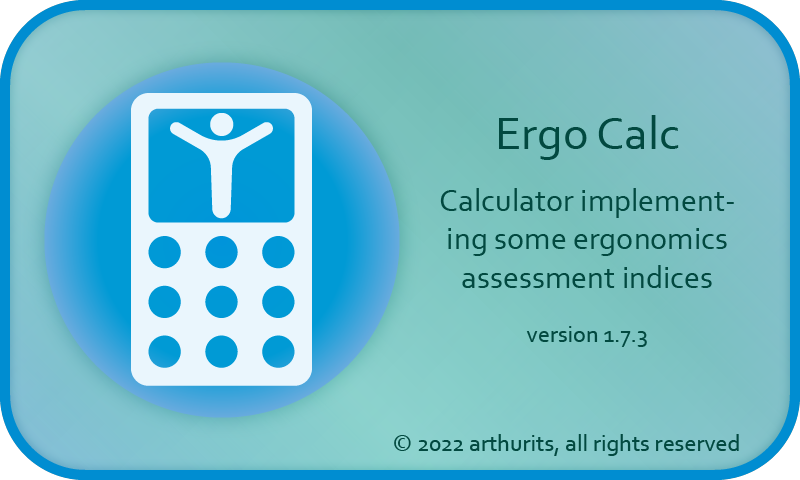 Ergo Calc
Calculator implement-
ing some ergonomics
assessment indices
version 1.7.3
© 2022 arthurits, all rights reserved